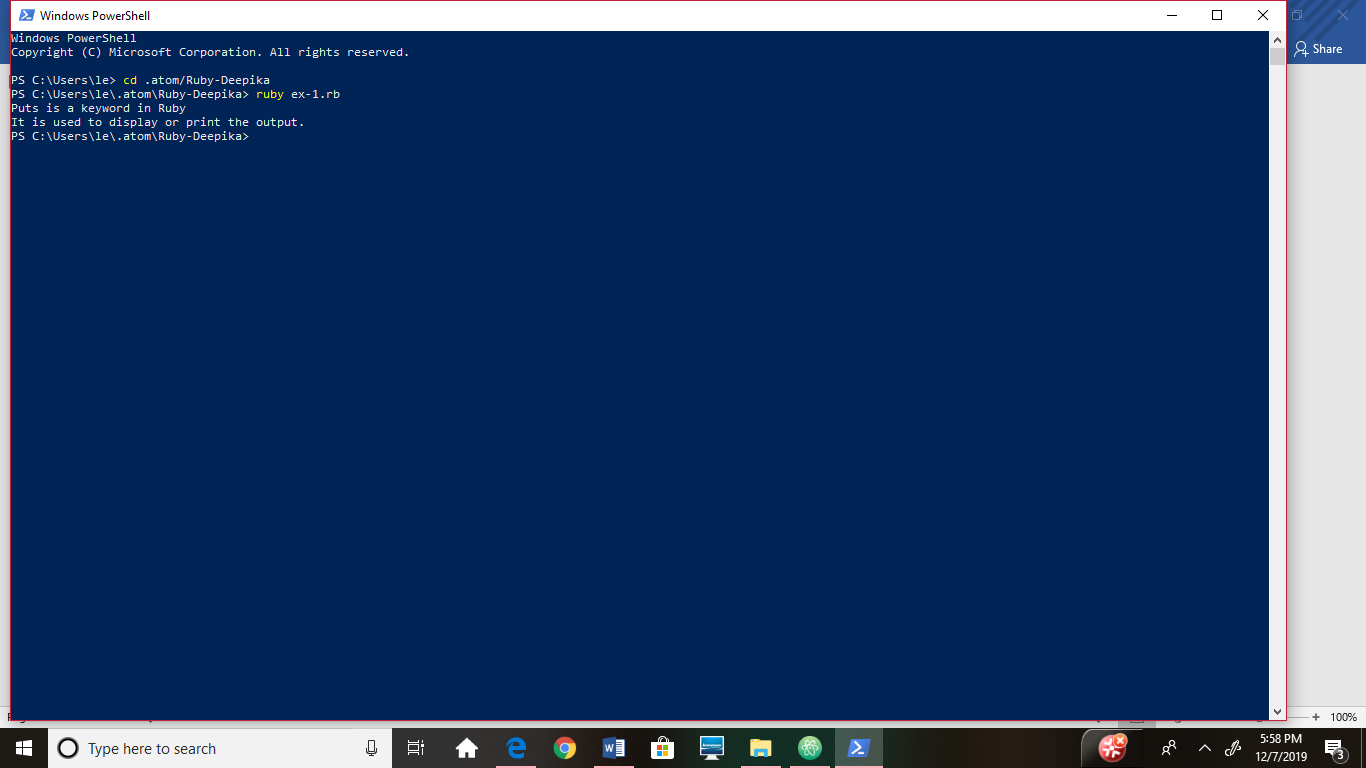 Windows PowerShell
Share
Windows PowerShell
Copyright (C) Microsoft Corporation. All rights reserved.
PS C:\Users\le> cd .atom/Ruby-Deepika
PS C:\Users\le\.atom\Ruby-Deepika> ruby ex-1.rb
Puts is a keyword in Ruby
It is used to display or print the output.
PS C:\Users\le\.atom\Ruby-Deepika>
100%
Type here to search
5:58 PM
12/7/2019
3